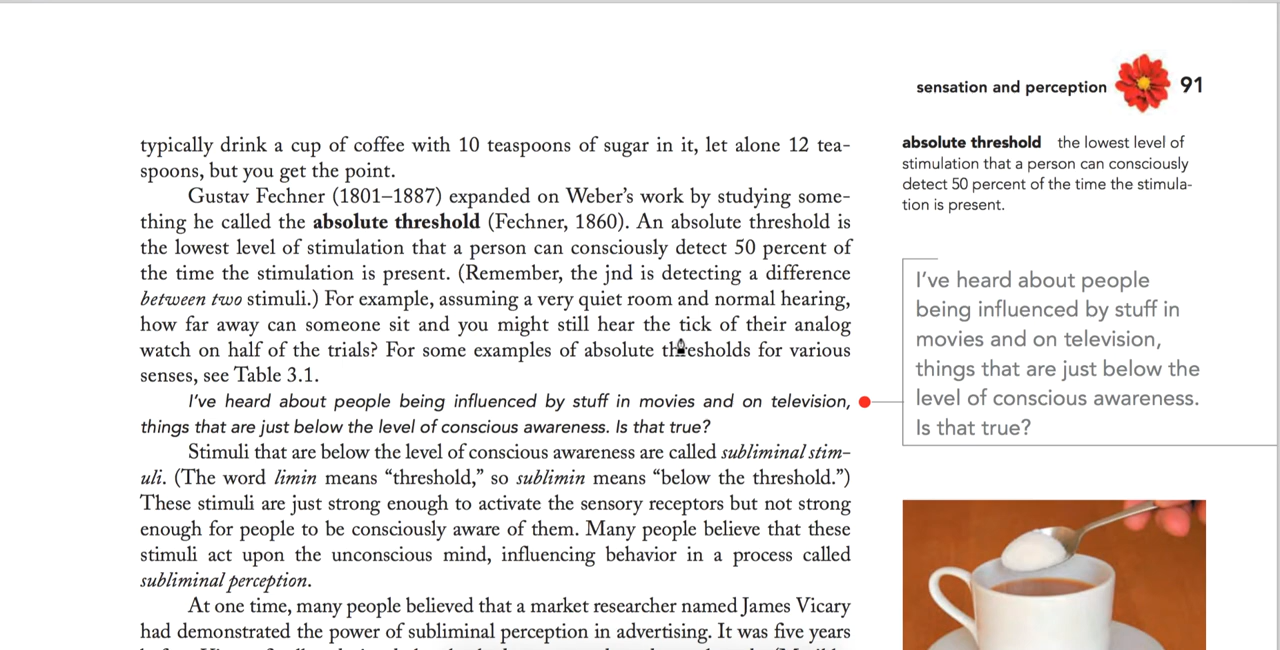 sensation and perception 91
typically drink a cup of coffee with 10 teaspoons of sugar in it, let alone 12 tea-
spoons, but you get the point.
Gustav Fechner (1801–1887) expanded on Weber's work by studying some-
thing he called the absolute threshold (Fechner, 1860). An absolute threshold is
the lowest level of stimulation that a person can consciously detect 50 percent of
the time the stimulation is present. (Remember, the jnd is detecting a difference
between two stimuli.) For example, assuming a very quiet room and normal hearing,
how far away can someone sit and you might still hear the tick of their analog
watch on half of the trials? For some examples of absolute thresholds for various
senses, see Table 3.1.
I've heard about people being influenced by stuff in movies and on television,
things that are just below the level of conscious awareness. Is that true?
Stimuli that are below the level of conscious awareness are called subliminal stim-
uli. (The word limin means "threshold," so sublimin means "below the threshold.")
These stimuli are just strong enough to activate the sensory receptors but not strong
enough for people to be consciously aware of them. Many people believe that these
stimuli act upon the unconscious mind, influencing behavior in a process called
subliminal perception.
At one time, many people believed that a market researcher named James Vicary
had demonstrated the power of subliminal perception in advertising. It was five years
absolute threshold the lowest level of
stimulation that a person can consciously
detect 50 percent of the time the stimula-
tion is present.
I've heard about people
being influenced by stuff in
movies and on television,
things that are just below the
level of conscious awareness.
Is that true?